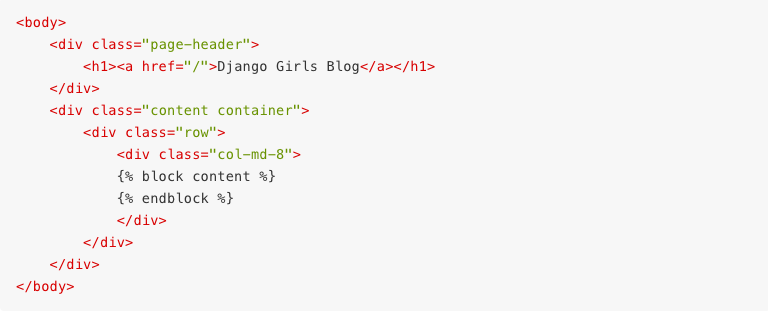 <body>
    <div class="page-header">
        <h1><a href="/">Django Girls Blog</a></h1>
    </div>
    <div class="content container">
        <div class="row">
            <div class="col-md-8">
            {% block content %}
            {% endblock %}
            </div>
        </div>
    </div>
</body>